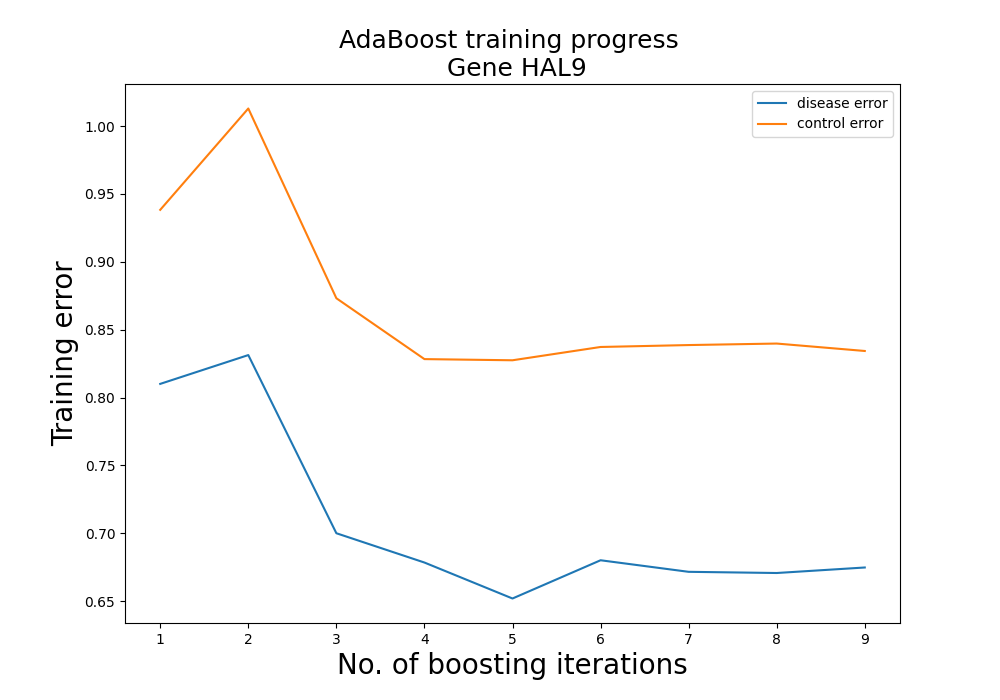 AdaBoost training progress
Gene HAL9
disease error
control error
Training error
1.00
0.95
0.90
0.85
0.80
0.75
0.70
0.65
1 2 3 4 5 6 7 8 9
No. of boosting iterations